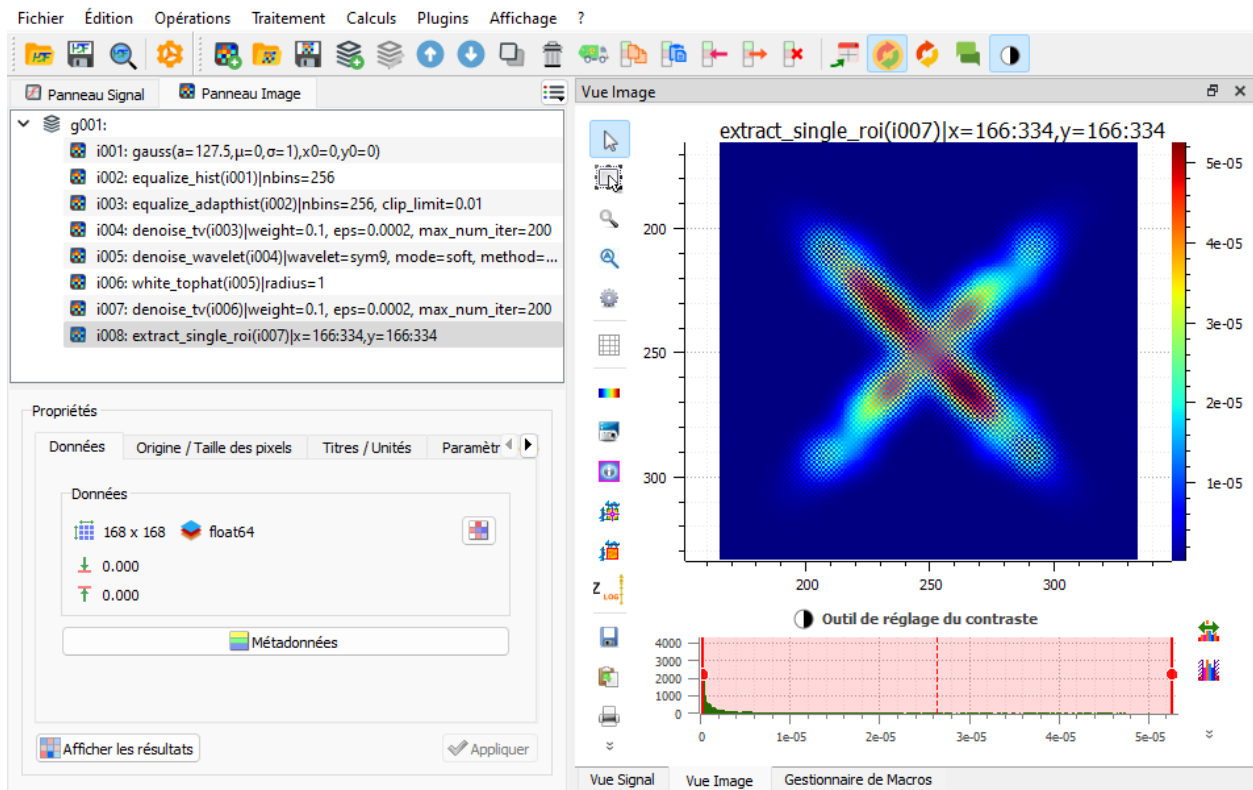 Fichier Édition Opérations Traitement Calculs Plugins Affichage ?
Panneau Signal Panneau Image
g001:
i001: gauss(a=127.5,μ=0,σ=1),x0=0,y0=0)
i002: equalize_hist(i001)|nbins=256
i003: equalize_adapthist(i002)|nbins=256, clip_limit=0.01
i004: denoise_tv(i003)|weight=0.1, eps=0.0002, max_num_iter=200
i005: denoise_wavelet(i004)|wavelet=sym9, mode=soft, method=...
i006: white_tophat(i005)|radius=1
i007: denoise_tv(i006)|weight=0.1, eps=0.0002, max_num_iter=200
i008: extract_single_roi(i007)|x=166:334,y=166:334
Propriétés
Données Origine / Taille des pixels Titres / Unités Paramètr
Données
168 x 168 float64
0.000
0.000
Métadonnées
Afficher les résultats Appliquer
Vue Image
extract_single_roi(i007)|x=166:334,y=166:334
200
250
300
200 250 300
5e-05
4e-05
3e-05
2e-05
1e-05
Z LOG
Outil de réglage du contraste
4000
3000
2000
1000
0
0 1e-05 2e-05 3e-05 4e-05 5e-05
Vue Signal Vue Image Gestionnaire de Macros